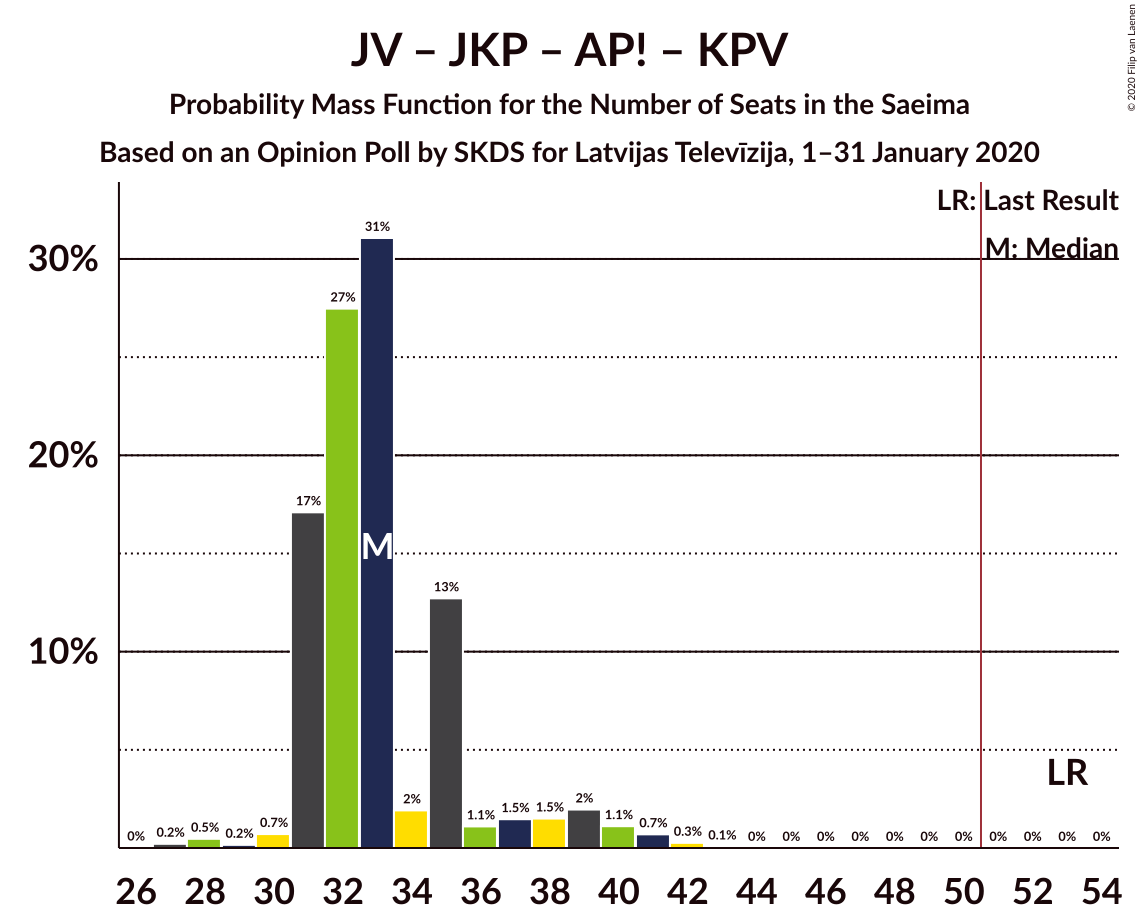 JV – JKP – AP! – KPV
Probability Mass Function for the Number of Seats in the Saeima
Based on an Opinion Poll by SKDS for Latvijas Televīzija, 1–31 January 2020
© 2020 Filip van Laenen
LR: Last Result
M: Median
30%
20%
10%
0% 0.2% 0.5% 0.2% 0.7% 17% 27% 31% 2% 13% 1.1% 1.5% 1.5% 2% 1.1% 0.7% 0.3% 0.1% 0% 0% 0% 0% 0% 0% 0% 0% 0% 0% 0%
M
LR
26 28 30 32 34 36 38 40 42 44 46 48 50 52 54